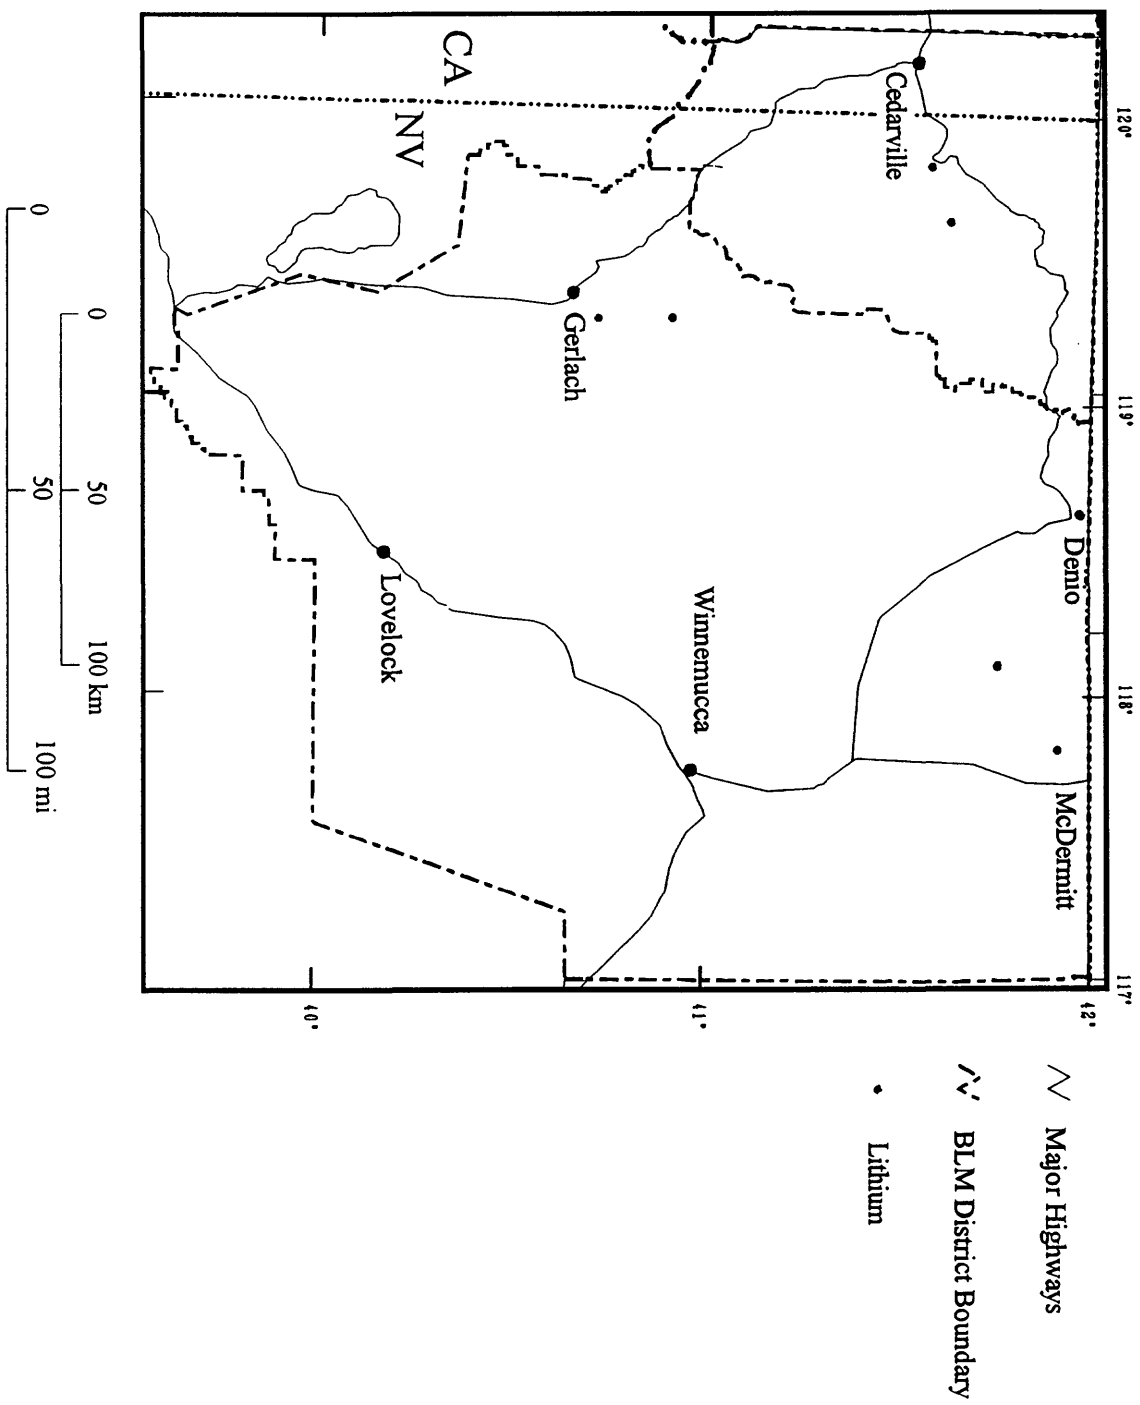 120°
119°
118°
117°
42°
41°
40°
Cedarville
Denio
McDermitt
Winnemucca
Gerlach
Lovelock
CA
NV
Major Highways
BLM District Boundary
Lithium
0 50 100 km
0 50 100 mi